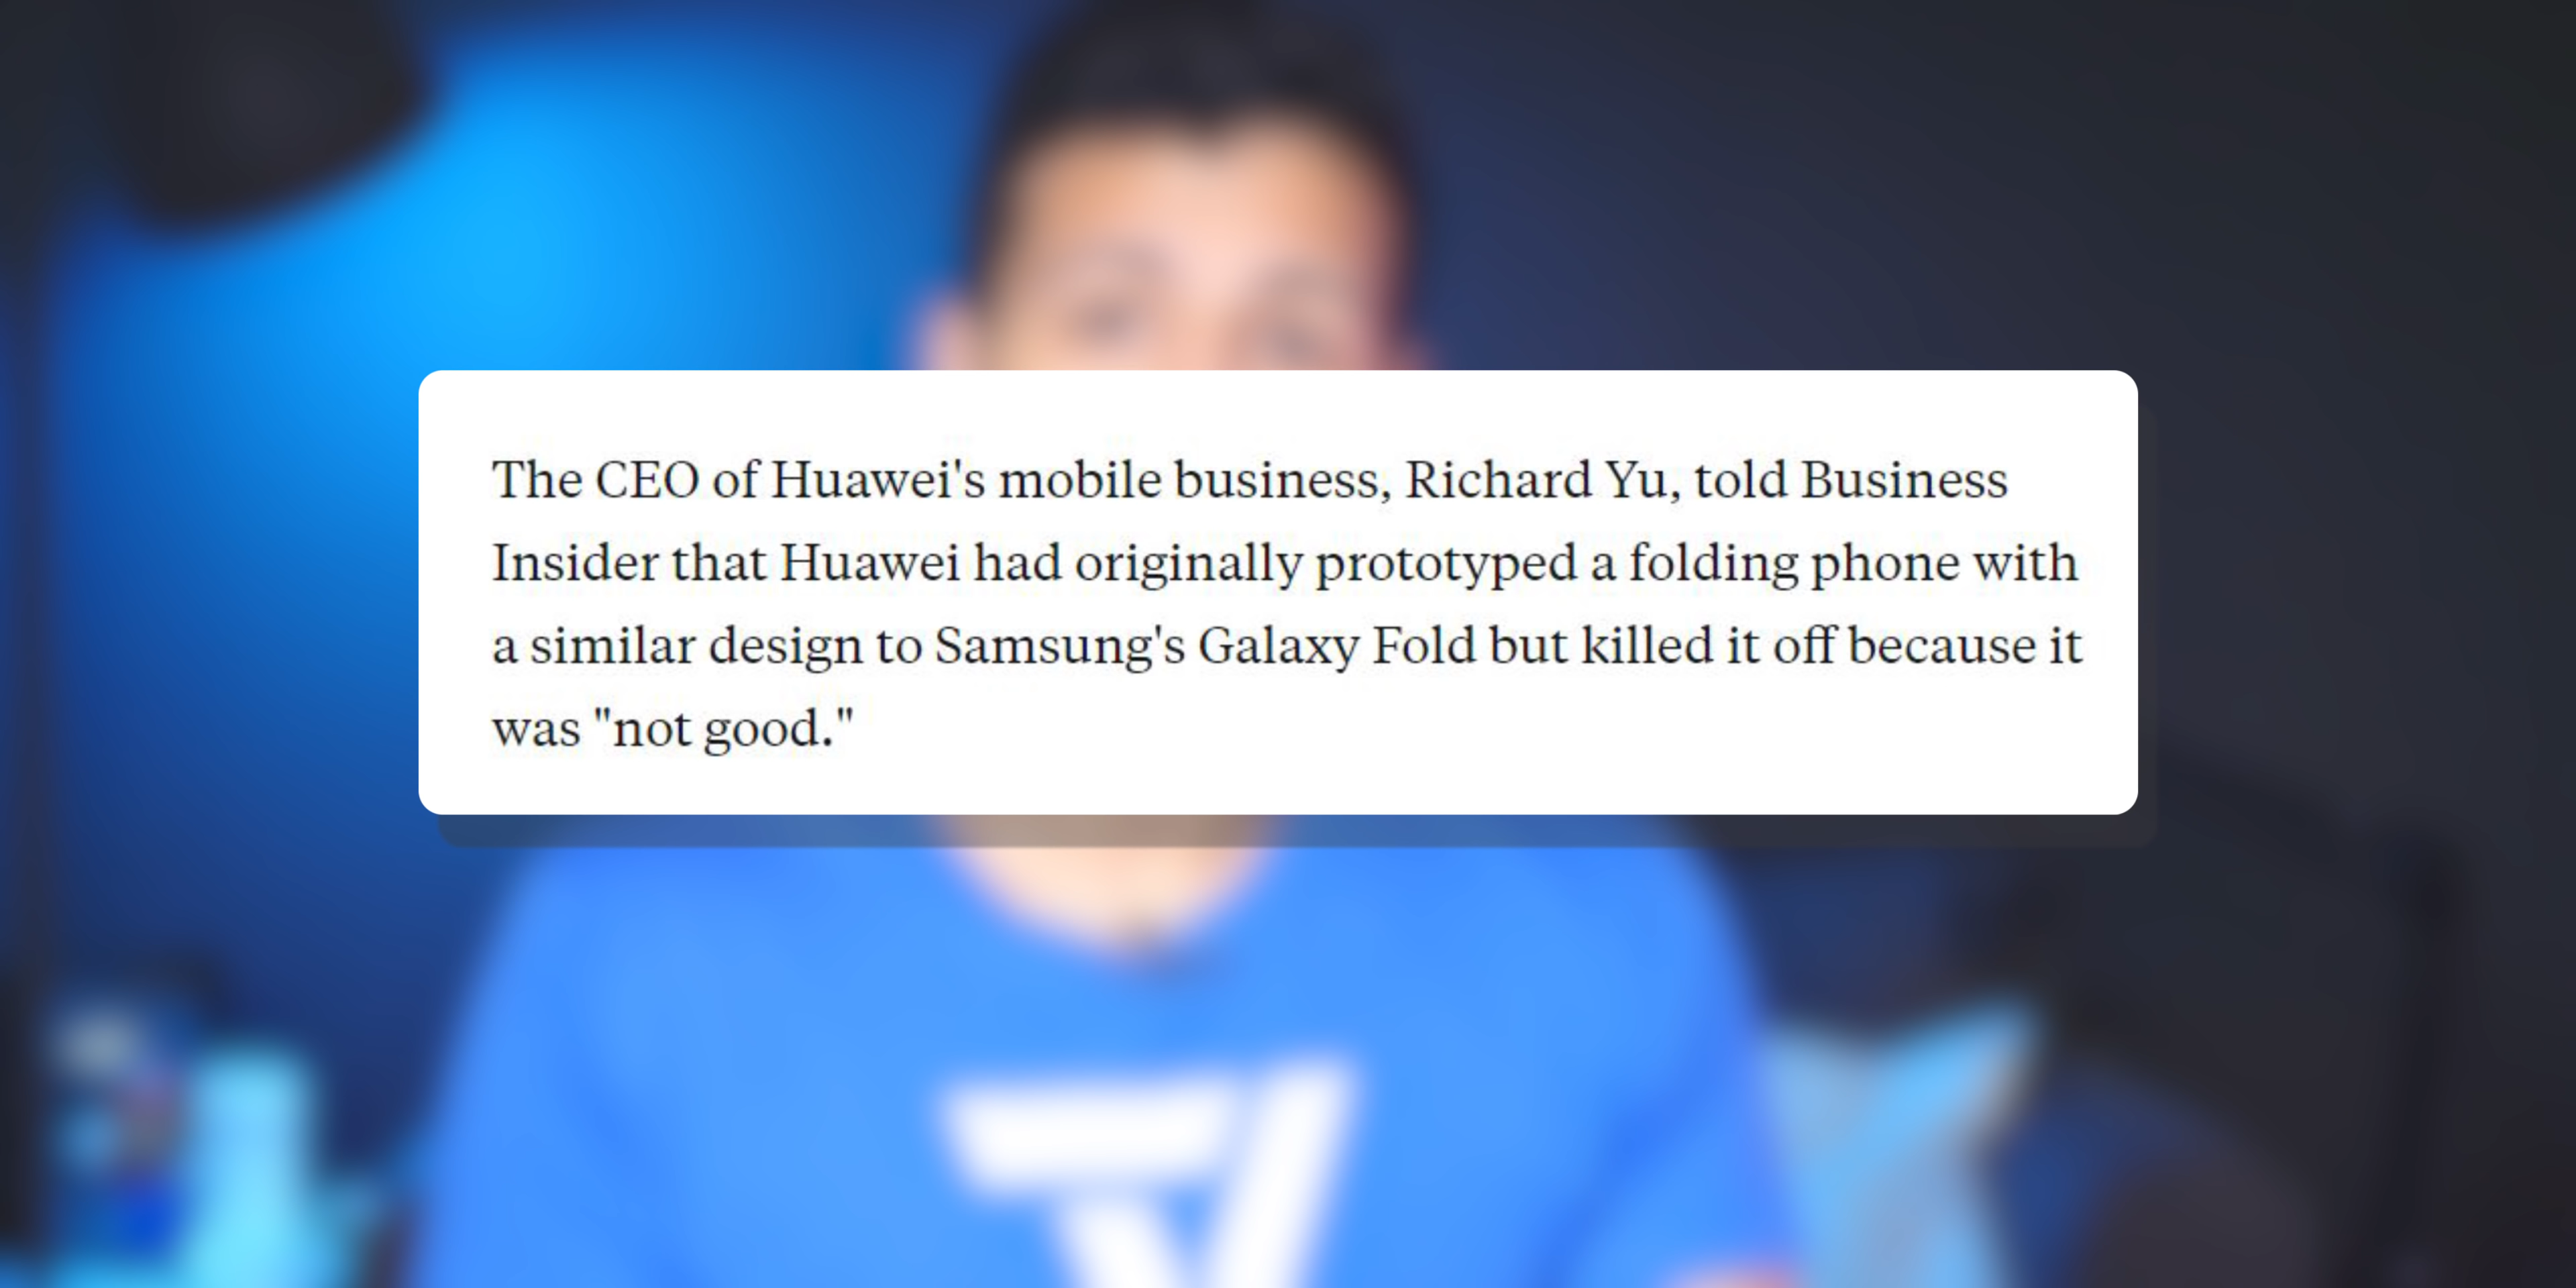 The CEO of Huawei's mobile business, Richard Yu, told Business
Insider that Huawei had originally prototyped a folding phone with
a similar design to Samsung's Galaxy Fold but killed it off because it
was "not good."